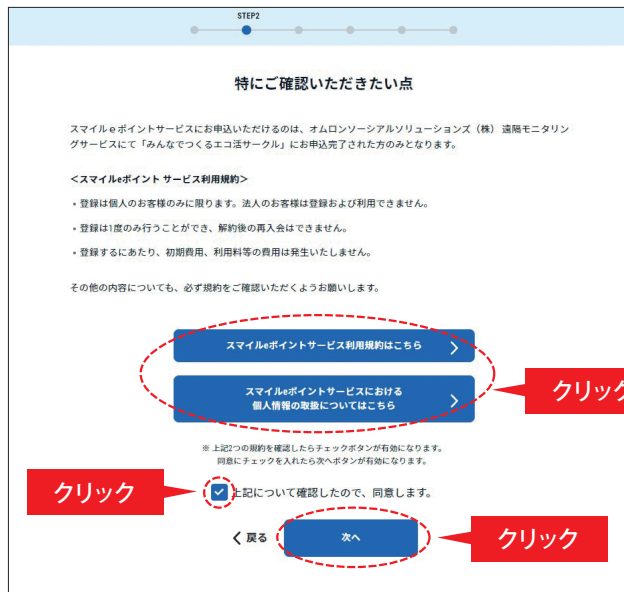 STEP2
特にご確認いただきたい点
スマイルｅポイントサービスにお申込いただけるのは、オムロンソーシャルソリューションズ（株） 遠隔モニタリン
グサービスにて「みんなでつくるエコ活サークル」にお申込完了された方のみとなります。
＜スマイルeポイント サービス利用規約＞
• 登録は個人のお客様のみに限ります。法人のお客様は登録および利用できません。
• 登録は1度のみ行うことができ、解約後の再入会はできません。
• 登録するにあたり、初期費用、利用料等の費用は発生いたしません。
その他の内容についても、必ず規約をご確認いただくようお願いします。
スマイルeポイントサービス利用規約はこちら
スマイルeポイントサービスにおける
個人情報の取扱についてはこちら
クリック
※ 上記2つの規約を確認したらチェックボタンが有効になります。
同意にチェックを入れたら次へボタンが有効になります。
クリック
上記について確認したので、同意します。
戻る
次へ
クリック